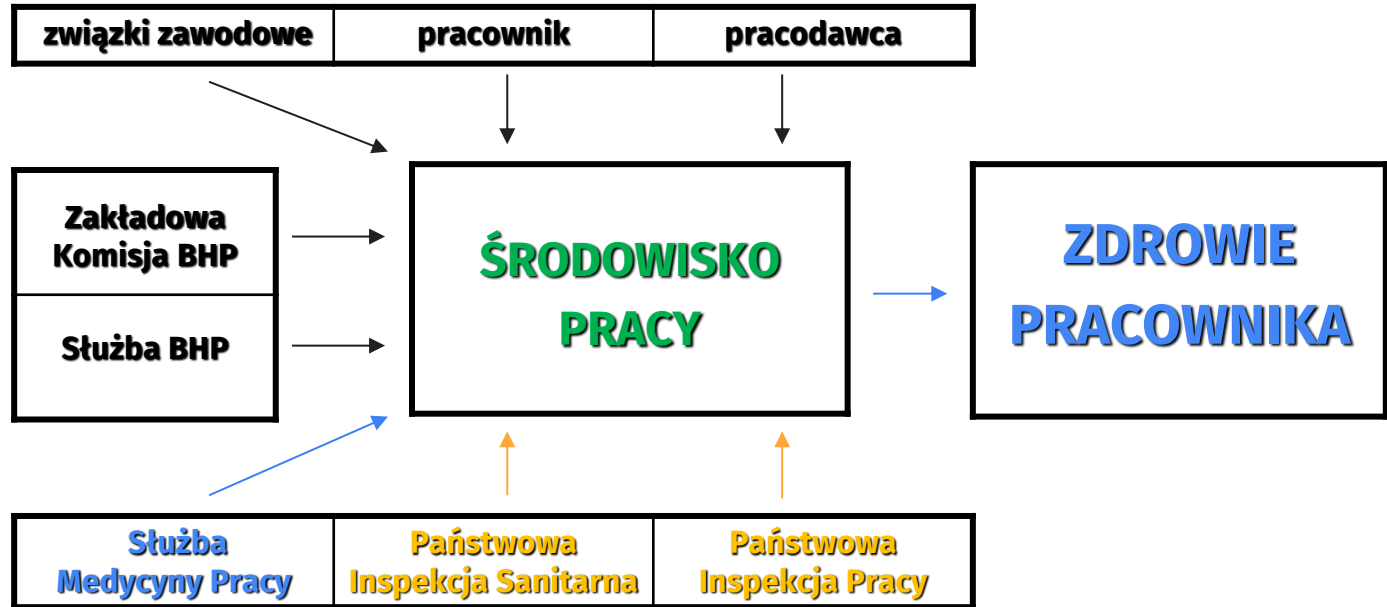 związki zawodowe
pracownik
pracodawca
Zakładowa
Komisja BHP
Służba BHP
ŚRODOWISKO
PRACY
ZDROWIE
PRACOWNIKA
Służba
Medycyny Pracy
Państwowa
Inspekcja Sanitarna
Państwowa
Inspekcja Pracy